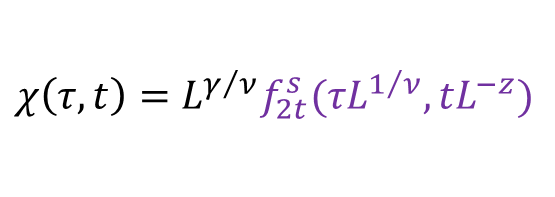 χ(τ, t) = L^{γ/ν} f_{2t}^{s}(τL^{1/ν}, tL^{−z})